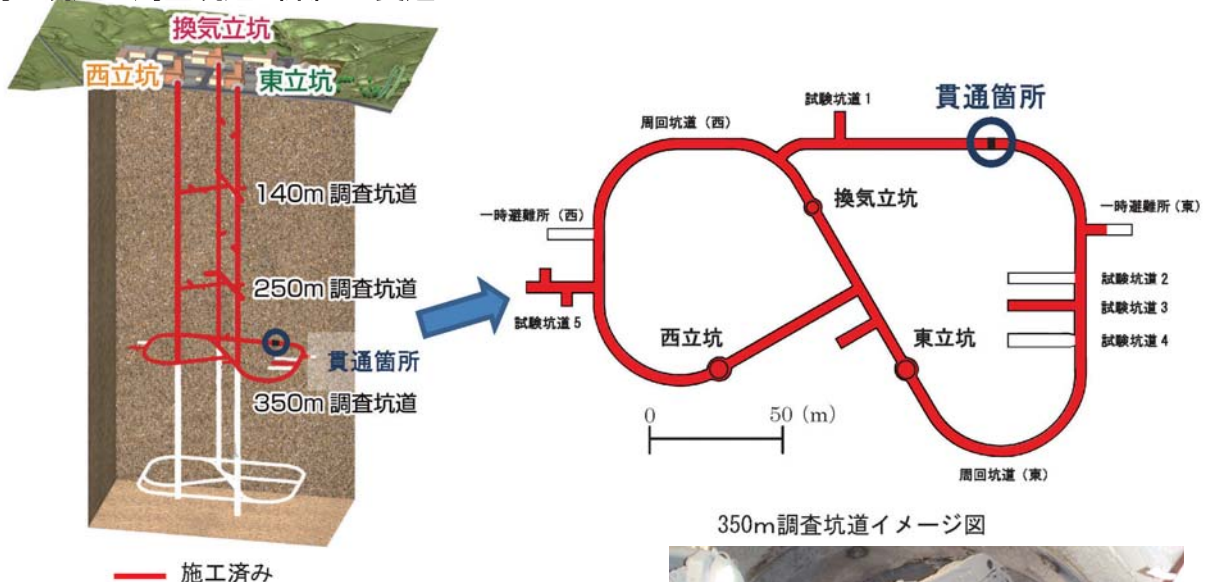 換気立坑
西立坑
東立坑
140m 調査坑道
250m 調査坑道
貫通箇所
350m 調査坑道
施工済み
貫通箇所
試験坑道 1
周回坑道 (西)
換気立坑
一時避難所 (西)
一時避難所 (東)
試験坑道 2
試験坑道 3
試験坑道 4
試験坑道 5
西立坑
東立坑
0 50 (m)
周回坑道 (東)
350m調査坑道イメージ図